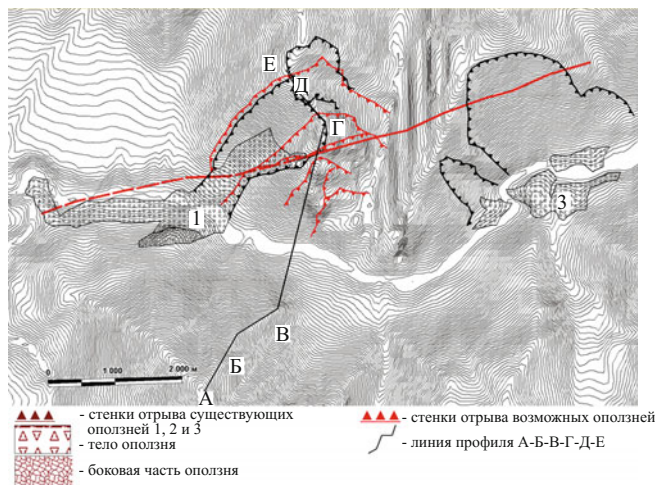 Е
Д
Г
1
3
В
Б
А
0 1 000 2 000 м
- стенки отрыва существующих
оползней 1, 2 и 3
- тело оползня
- боковая часть оползня
- стенки отрыва возможных оползней
- линия профиля А-Б-В-Г-Д-Е